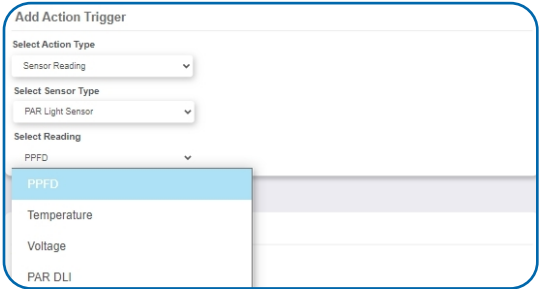 Add Action Trigger
Select Action Type
Sensor Reading
Select Sensor Type
PAR Light Sensor
Select Reading
PPFD
PPFD
Temperature
Voltage
PAR DLI